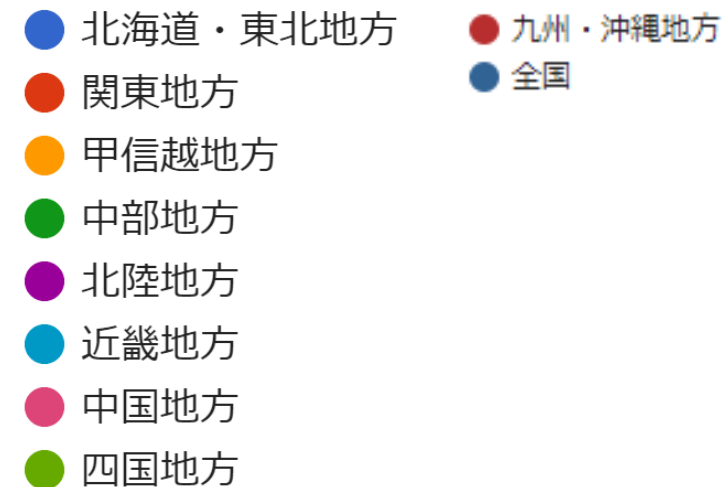 北海道・東北地方
関東地方
甲信越地方
中部地方
北陸地方
近畿地方
中国地方
四国地方
九州・沖縄地方
全国